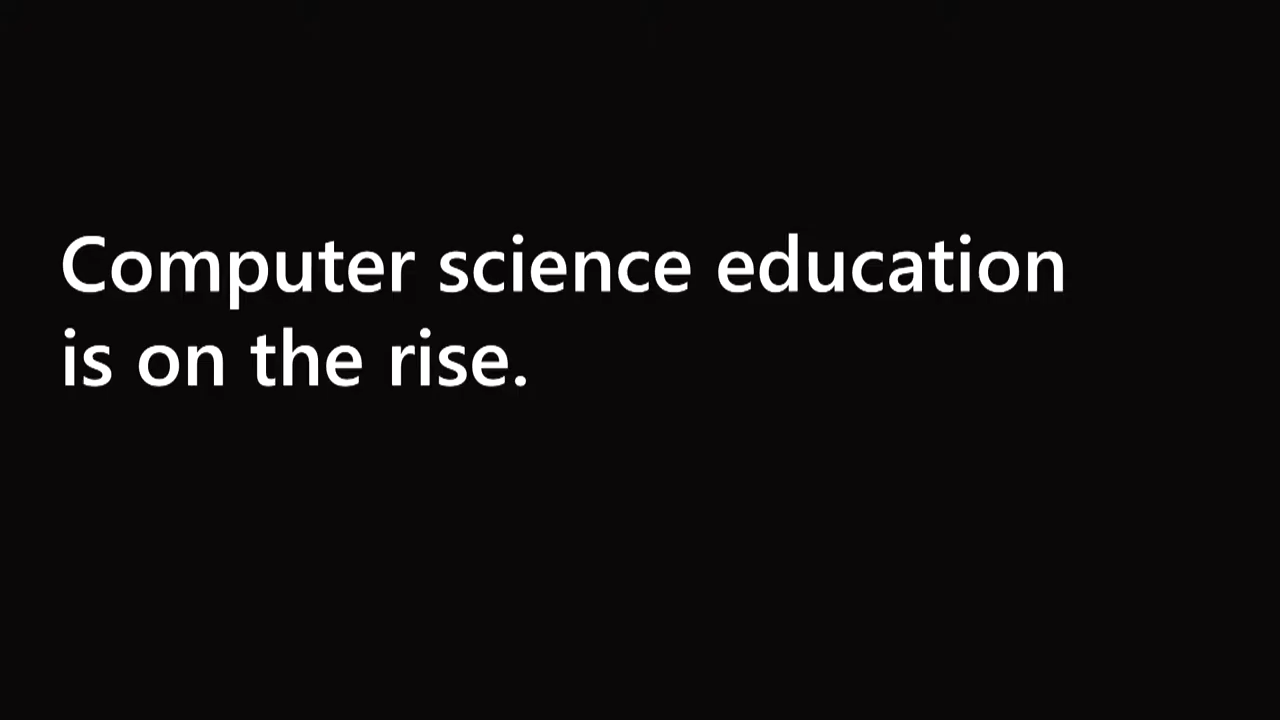 Computer science education
is on the rise.